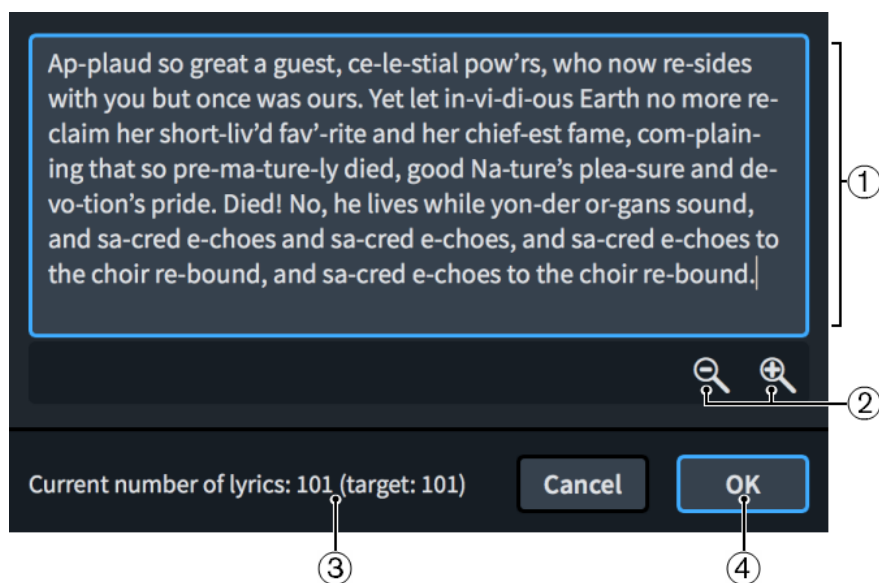 Ap-plaud so great a guest, ce-le-stial pow’rs, who now re-sides
with you but once was ours. Yet let in-vi-di-ous Earth no more re-
claim her short-liv’d fav’-rite and her chief-est fame, com-plain-
ing that so pre-ma-ture-ly died, good Na-ture’s plea-sure and de-
vo-tion’s pride. Died! No, he lives while yon-der or-gans sound,
and sa-cred e-choes and sa-cred e-choes, and sa-cred e-choes to
the choir re-bound, and sa-cred e-choes to the choir re-bound.
①
②
Current number of lyrics: 101 (target: 101) Cancel OK
③ ④